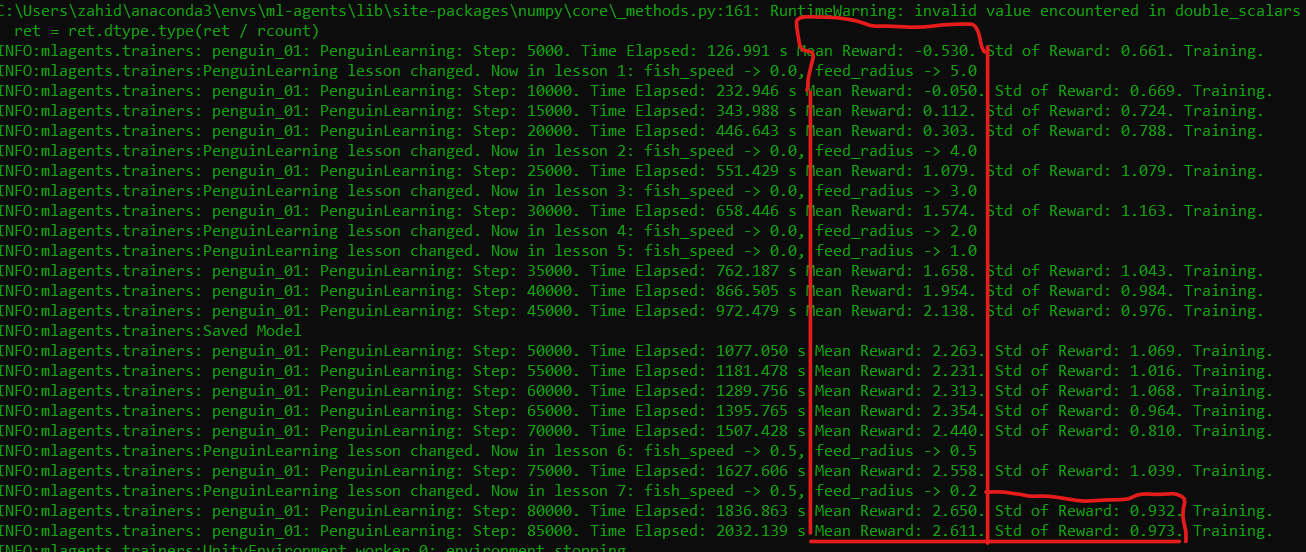 C:\Users\zahid\anaconda3\envs\ml-agents\lib\site-packages\numpy\core\_methods.py:161: RuntimeWarning: invalid value encountered in double_scalars
ret = ret.dtype.type(ret / rcount)
INFO:mlagents.trainers: penguin_01: PenguinLearning: Step: 5000. Time Elapsed: 126.991 s Mean Reward: -0.530. Std of Reward: 0.661. Training.
INFO:mlagents.trainers:PenguinLearning lesson changed. Now in lesson 1: fish_speed -> 0.0, feed_radius -> 5.0
INFO:mlagents.trainers: penguin_01: PenguinLearning: Step: 10000. Time Elapsed: 232.946 s Mean Reward: -0.050. Std of Reward: 0.669. Training.
INFO:mlagents.trainers: penguin_01: PenguinLearning: Step: 15000. Time Elapsed: 343.988 s Mean Reward: 0.112. Std of Reward: 0.724. Training.
INFO:mlagents.trainers: penguin_01: PenguinLearning: Step: 20000. Time Elapsed: 446.643 s Mean Reward: 0.303. Std of Reward: 0.788. Training.
INFO:mlagents.trainers:PenguinLearning lesson changed. Now in lesson 2: fish_speed -> 0.0, feed_radius -> 4.0
INFO:mlagents.trainers: penguin_01: PenguinLearning: Step: 25000. Time Elapsed: 551.429 s Mean Reward: 1.079. Std of Reward: 1.079. Training.
INFO:mlagents.trainers:PenguinLearning lesson changed. Now in lesson 3: fish_speed -> 0.0, feed_radius -> 3.0
INFO:mlagents.trainers: penguin_01: PenguinLearning: Step: 30000. Time Elapsed: 658.446 s Mean Reward: 1.574. Std of Reward: 1.163. Training.
INFO:mlagents.trainers:PenguinLearning lesson changed. Now in lesson 4: fish_speed -> 0.0, feed_radius -> 2.0
INFO:mlagents.trainers:PenguinLearning lesson changed. Now in lesson 5: fish_speed -> 0.0, feed_radius -> 1.0
INFO:mlagents.trainers: penguin_01: PenguinLearning: Step: 35000. Time Elapsed: 762.187 s Mean Reward: 1.658. Std of Reward: 1.043. Training.
INFO:mlagents.trainers: penguin_01: PenguinLearning: Step: 40000. Time Elapsed: 866.505 s Mean Reward: 1.954. Std of Reward: 0.984. Training.
INFO:mlagents.trainers: penguin_01: PenguinLearning: Step: 45000. Time Elapsed: 972.479 s Mean Reward: 2.138. Std of Reward: 0.976. Training.
INFO:mlagents.trainers:Saved Model
INFO:mlagents.trainers: penguin_01: PenguinLearning: Step: 50000. Time Elapsed: 1077.050 s Mean Reward: 2.263. Std of Reward: 1.069. Training.
INFO:mlagents.trainers: penguin_01: PenguinLearning: Step: 55000. Time Elapsed: 1181.478 s Mean Reward: 2.231. Std of Reward: 1.016. Training.
INFO:mlagents.trainers: penguin_01: PenguinLearning: Step: 60000. Time Elapsed: 1289.756 s Mean Reward: 2.313. Std of Reward: 1.068. Training.
INFO:mlagents.trainers: penguin_01: PenguinLearning: Step: 65000. Time Elapsed: 1395.765 s Mean Reward: 2.354. Std of Reward: 0.964. Training.
INFO:mlagents.trainers: penguin_01: PenguinLearning: Step: 70000. Time Elapsed: 1507.428 s Mean Reward: 2.440. Std of Reward: 0.810. Training.
INFO:mlagents.trainers:PenguinLearning lesson changed. Now in lesson 6: fish_speed -> 0.5, feed_radius -> 0.5
INFO:mlagents.trainers: penguin_01: PenguinLearning: Step: 75000. Time Elapsed: 1627.606 s Mean Reward: 2.558. Std of Reward: 1.039. Training.
INFO:mlagents.trainers:PenguinLearning lesson changed. Now in lesson 7: fish_speed -> 0.5, feed_radius -> 0.2
INFO:mlagents.trainers: penguin_01: PenguinLearning: Step: 80000. Time Elapsed: 1836.863 s Mean Reward: 2.650. Std of Reward: 0.932. Training.
INFO:mlagents.trainers: penguin_01: PenguinLearning: Step: 85000. Time Elapsed: 2032.139 s Mean Reward: 2.611. Std of Reward: 0.973. Training.
INFO:mlagents.trainers:UnityEnvironment worker 0: environment stopping.